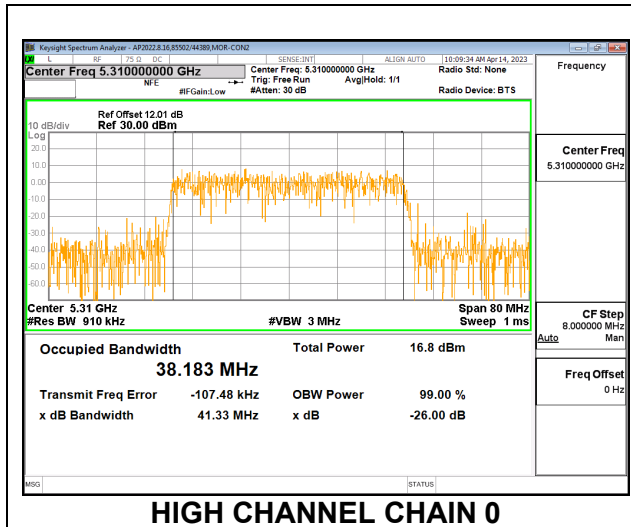 Keysight Spectrum Analyzer - AP2022.8.16,85502/44389,MOR-CON2
L RF 75 Ω DC SENSE:INT ALIGN AUTO 10:09:34 AM Apr 14, 2023
Center Freq 5.310000000 GHz
NFE
#IFGain:Low
Center Freq: 5.310000000 GHz
Trig: Free Run Avg|Hold: 1/1
#Atten: 30 dB
Radio Std: None
Radio Device: BTS
Frequency
Ref Offset 12.01 dB
10 dB/div Ref 30.00 dBm
Log
20.0
10.0
0.00
-10.0
-20.0
-30.0
-40.0
-50.0
-60.0
Center Freq
5.310000000 GHz
Center 5.31 GHz Span 80 MHz
#Res BW 910 kHz #VBW 3 MHz Sweep 1 ms
CF Step
8.000000 MHz
Auto Man
Freq Offset
0 Hz
Occupied Bandwidth Total Power 16.8 dBm
38.183 MHz
Transmit Freq Error -107.48 kHz OBW Power 99.00 %
x dB Bandwidth 41.33 MHz x dB -26.00 dB
MSG STATUS
HIGH CHANNEL CHAIN 0